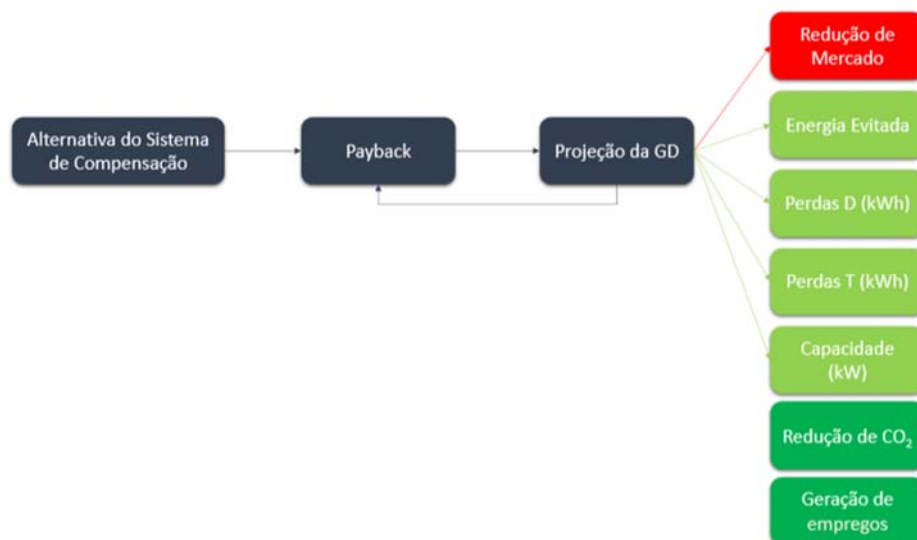 Redução de
Mercado
Alternativa do Sistema
de Compensação
Payback
Projeção da GD
Energia Evitada
Perdas D (kWh)
Perdas T (kWh)
Capacidade
(kW)
Redução de CO₂
Geração de
empregos